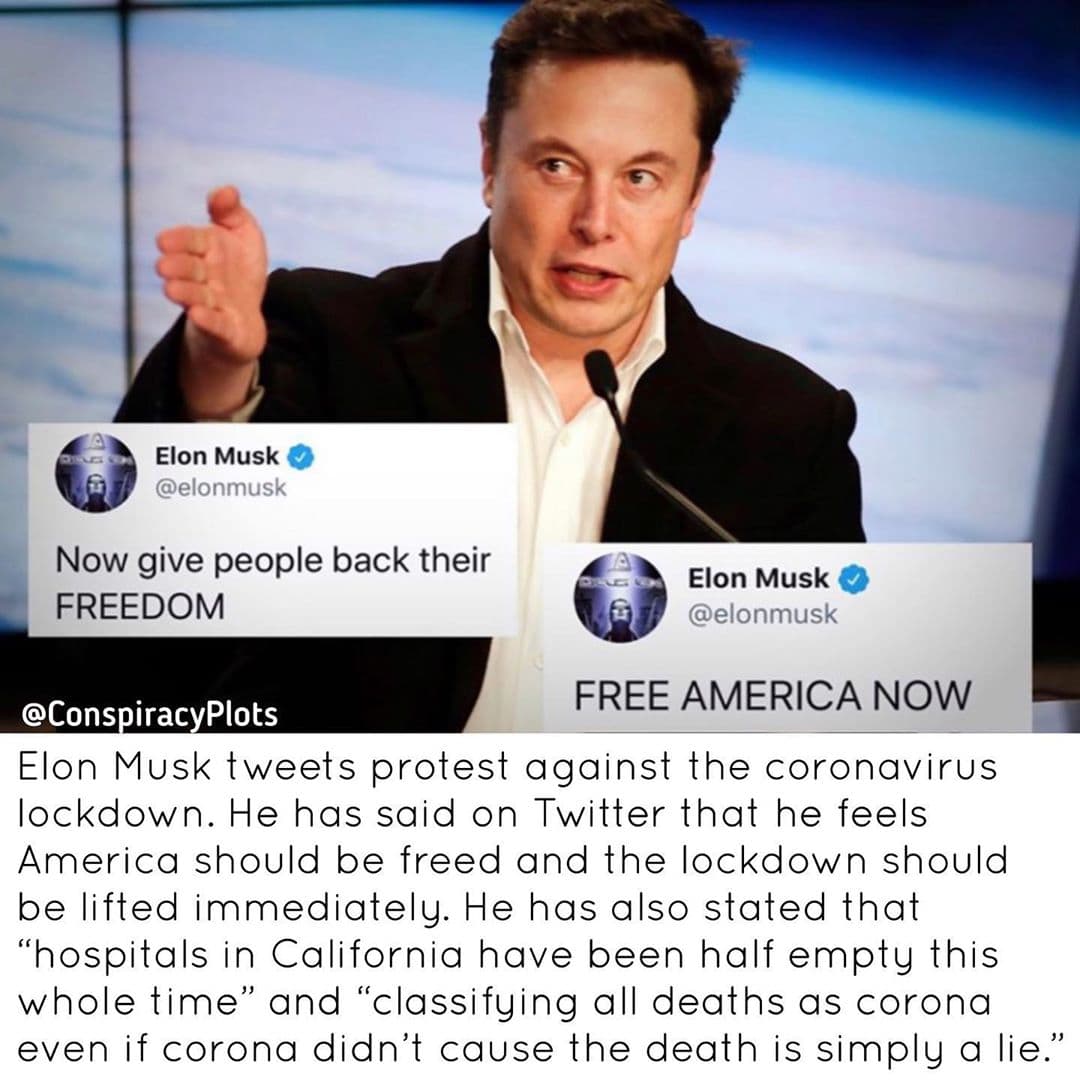 Elon Musk
@elonmusk
Now give people back their
FREEDOM
Elon Musk
@elonmusk
FREE AMERICA NOW
@ConspiracyPlots
Elon Musk tweets protest against the coronavirus
lockdown. He has said on Twitter that he feels
America should be freed and the lockdown should
be lifted immediately. He has also stated that
“hospitals in California have been half empty this
whole time” and “classifying all deaths as corona
even if corona didn’t cause the death is simply a lie.”